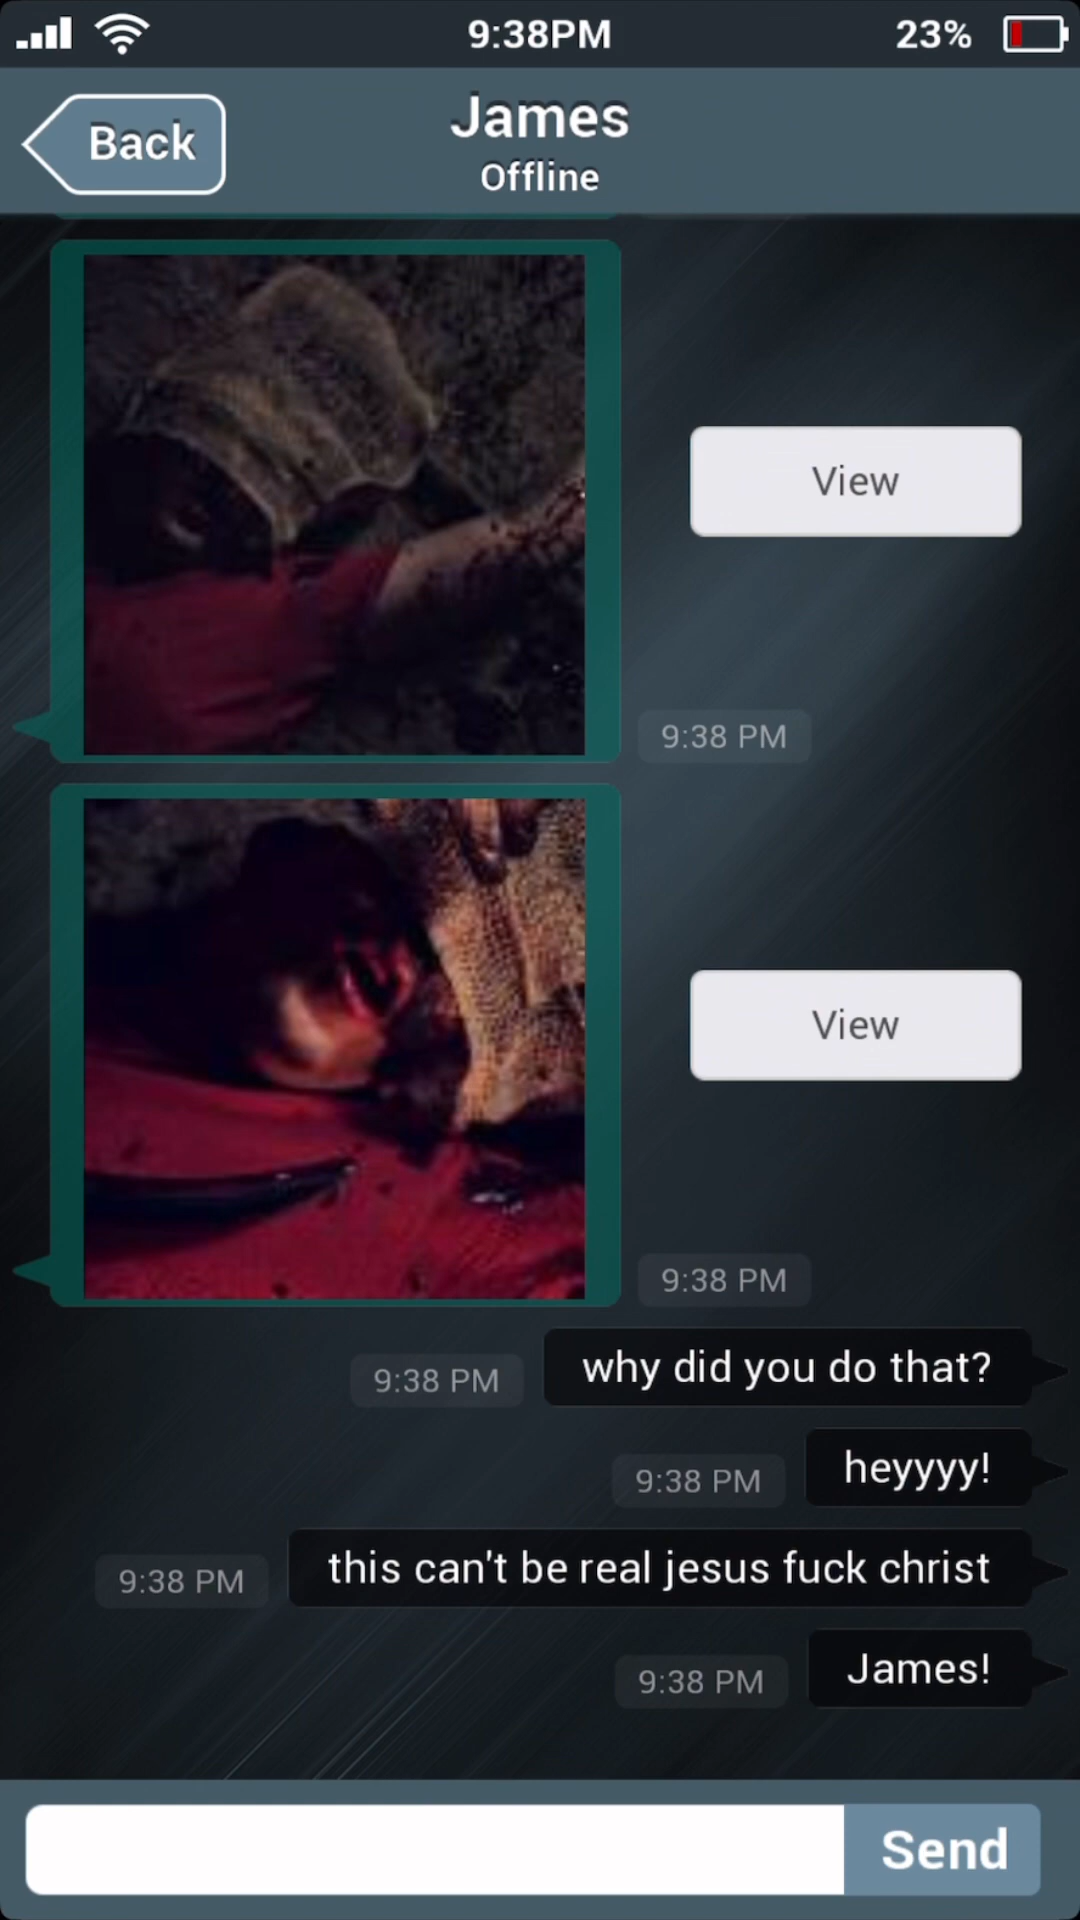 9:38PM 23%
Back
James
Offline
View
9:38 PM
View
9:38 PM
9:38 PM why did you do that?
9:38 PM heyyyy!
9:38 PM this can't be real jesus fuck christ
9:38 PM James!
Send